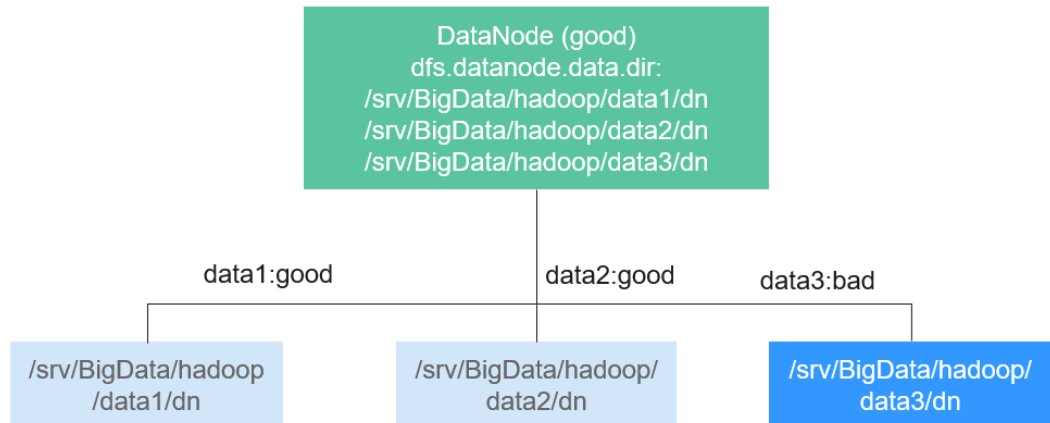 DataNode (good)
dfs.datanode.data.dir:
/srv/BigData/hadoop/data1/dn
/srv/BigData/hadoop/data2/dn
/srv/BigData/hadoop/data3/dn
data1:good
data2:good
data3:bad
/srv/BigData/hadoop
/data1/dn
/srv/BigData/hadoop/
data2/dn
/srv/BigData/hadoop/
data3/dn